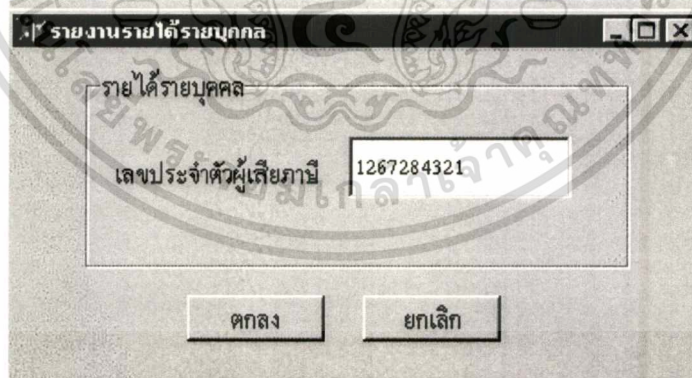 รายงานรายได้รายบุกกล
รายได้รายบุคคล
เลขประจำตัวผู้เสียภาษี 1267284321
ตกลง
ยกเลิก